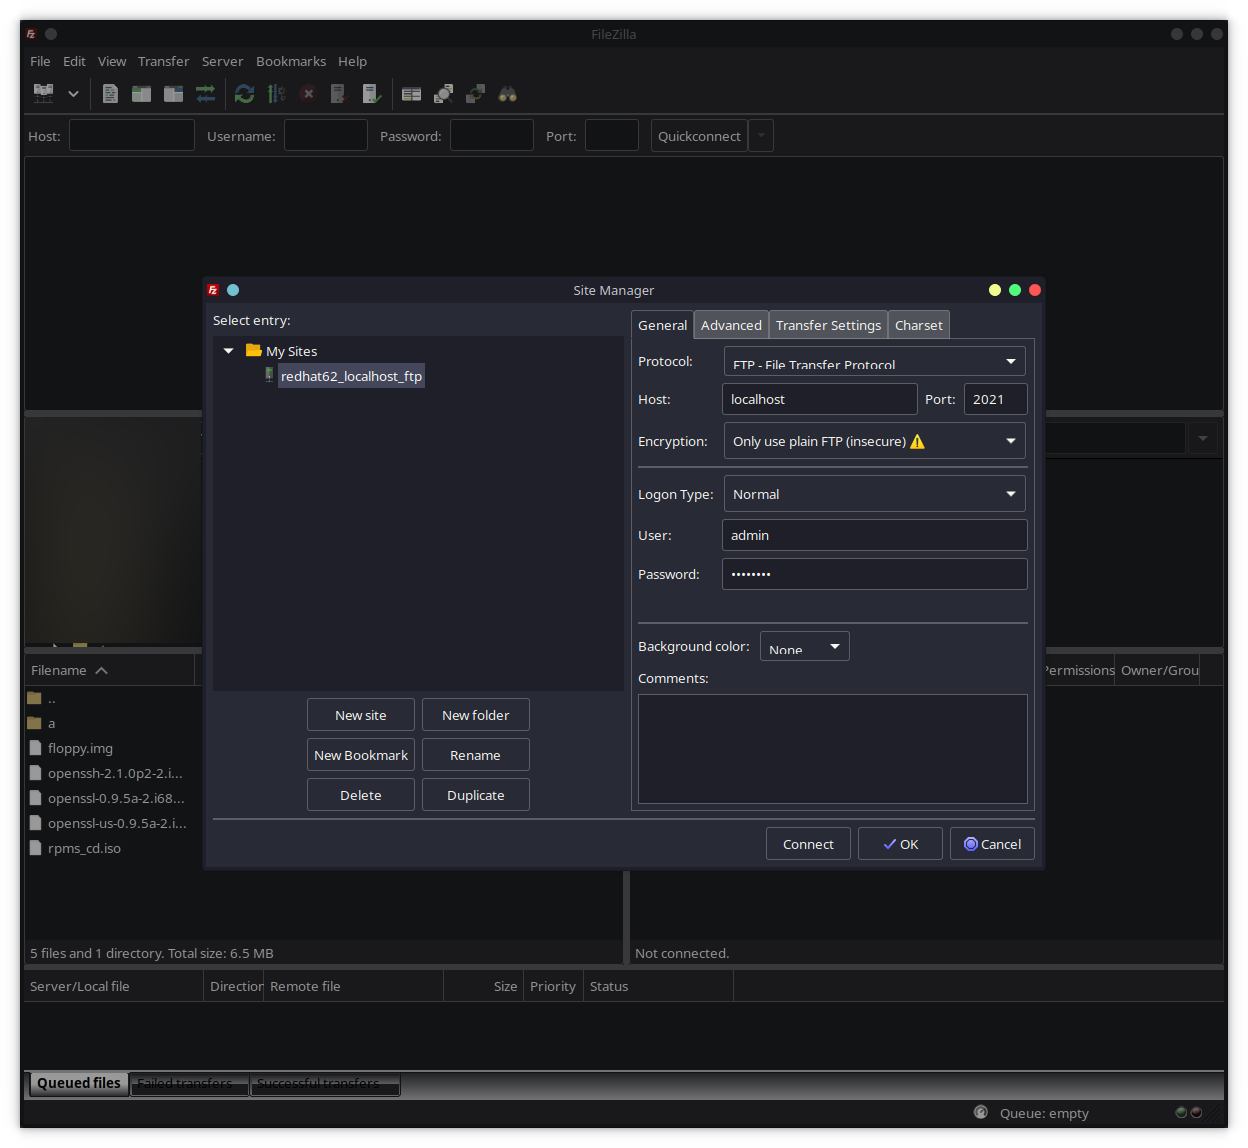 FileZilla
File Edit View Transfer Server Bookmarks Help
Host: Username: Password: Port: Quickconnect
Site Manager
Select entry:
My Sites
redhat62_localhost_ftp
New site New folder
New Bookmark Rename
Delete Duplicate
General Advanced Transfer Settings Charset
Protocol: FTP - File Transfer Protocol
Host: localhost Port: 2021
Encryption: Only use plain FTP (insecure)
Logon Type: Normal
User: admin
Password: ••••••••
Background color: None
Comments:
Connect OK Cancel
Filename
..
a
floppy.img
openssh-2.1.0p2-2.i...
openssl-0.9.5a-2.i68...
openssl-us-0.9.5a-2.i...
rpms_cd.iso
5 files and 1 directory. Total size: 6.5 MB
Permissions Owner/Grou
Not connected.
Server/Local file Direction Remote file Size Priority Status
Queued files Failed transfers Successful transfers
Queue: empty